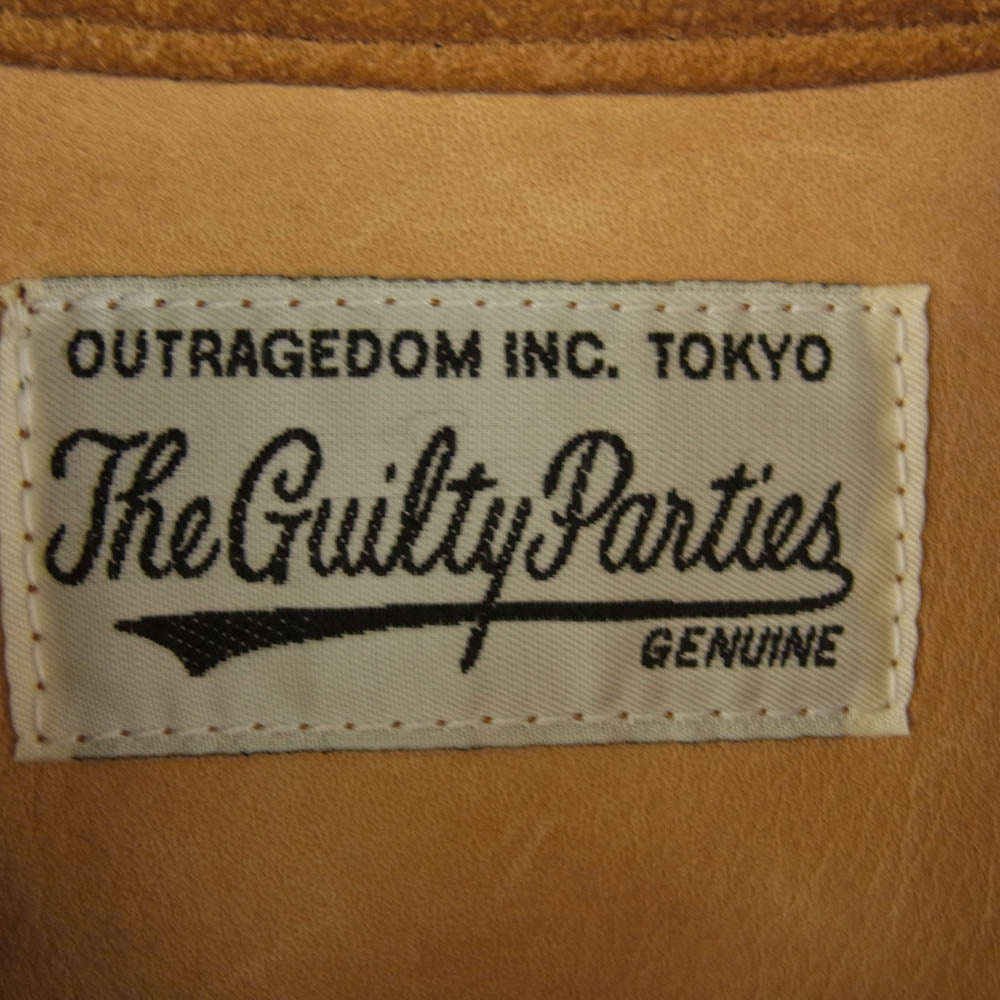 OUTRAGEDOM INC. TOKYO
The Guilty Parties
GENUINE